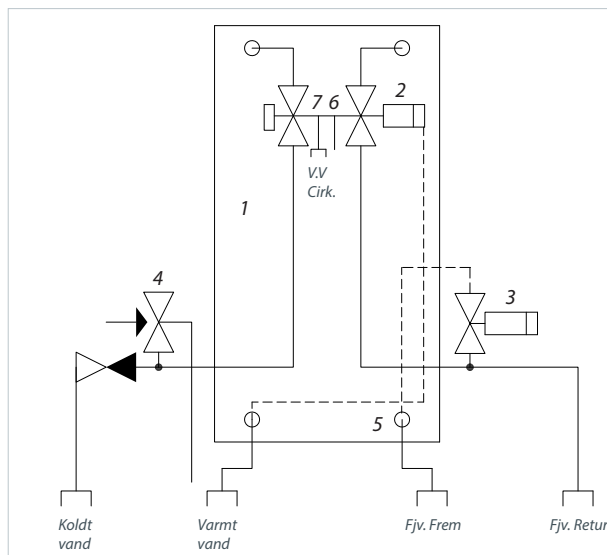 7 6
2
V.V
Cirk.
1
4
3
5
Koldt
vand
Varmt
vand
Fjv. Frem
Fjv. Retur